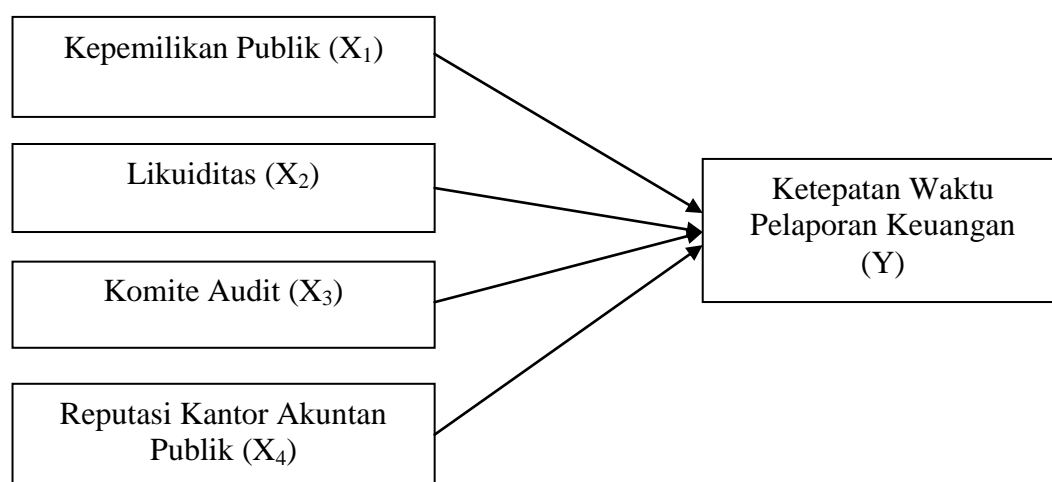 Kepemilikan Publik (X₁)
Likuiditas (X₂)
Komite Audit (X₃)
Reputasi Kantor Akuntan
Publik (X₄)
Ketepatan Waktu
Pelaporan Keuangan
(Y)